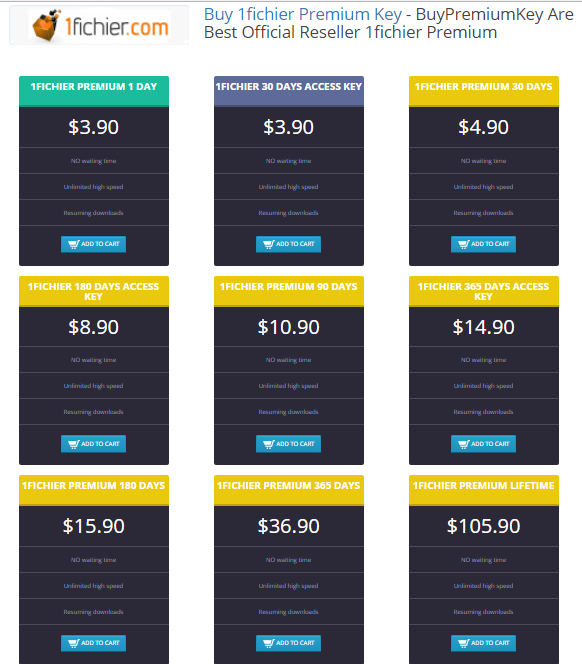 1fichier.com
Buy 1fichier Premium Key - BuyPremiumKey Are
Best Official Reseller 1fichier Premium
1FICHIER PREMIUM 1 DAY
$3.90
NO waiting time
Unlimited high speed
Resuming downloads
ADD TO CART
1FICHIER 30 DAYS ACCESS KEY
$3.90
NO waiting time
Unlimited high speed
Resuming downloads
ADD TO CART
1FICHIER PREMIUM 30 DAYS
$4.90
NO waiting time
Unlimited high speed
Resuming downloads
ADD TO CART
1FICHIER 180 DAYS ACCESS
KEY
$8.90
NO waiting time
Unlimited high speed
Resuming downloads
ADD TO CART
1FICHIER PREMIUM 90 DAYS
$10.90
NO waiting time
Unlimited high speed
Resuming downloads
ADD TO CART
1FICHIER 365 DAYS ACCESS
KEY
$14.90
NO waiting time
Unlimited high speed
Resuming downloads
ADD TO CART
1FICHIER PREMIUM 180 DAYS
$15.90
NO waiting time
Unlimited high speed
Resuming downloads
ADD TO CART
1FICHIER PREMIUM 365 DAYS
$36.90
NO waiting time
Unlimited high speed
Resuming downloads
ADD TO CART
1FICHIER PREMIUM LIFETIME
$105.90
NO waiting time
Unlimited high speed
Resuming downloads
ADD TO CART